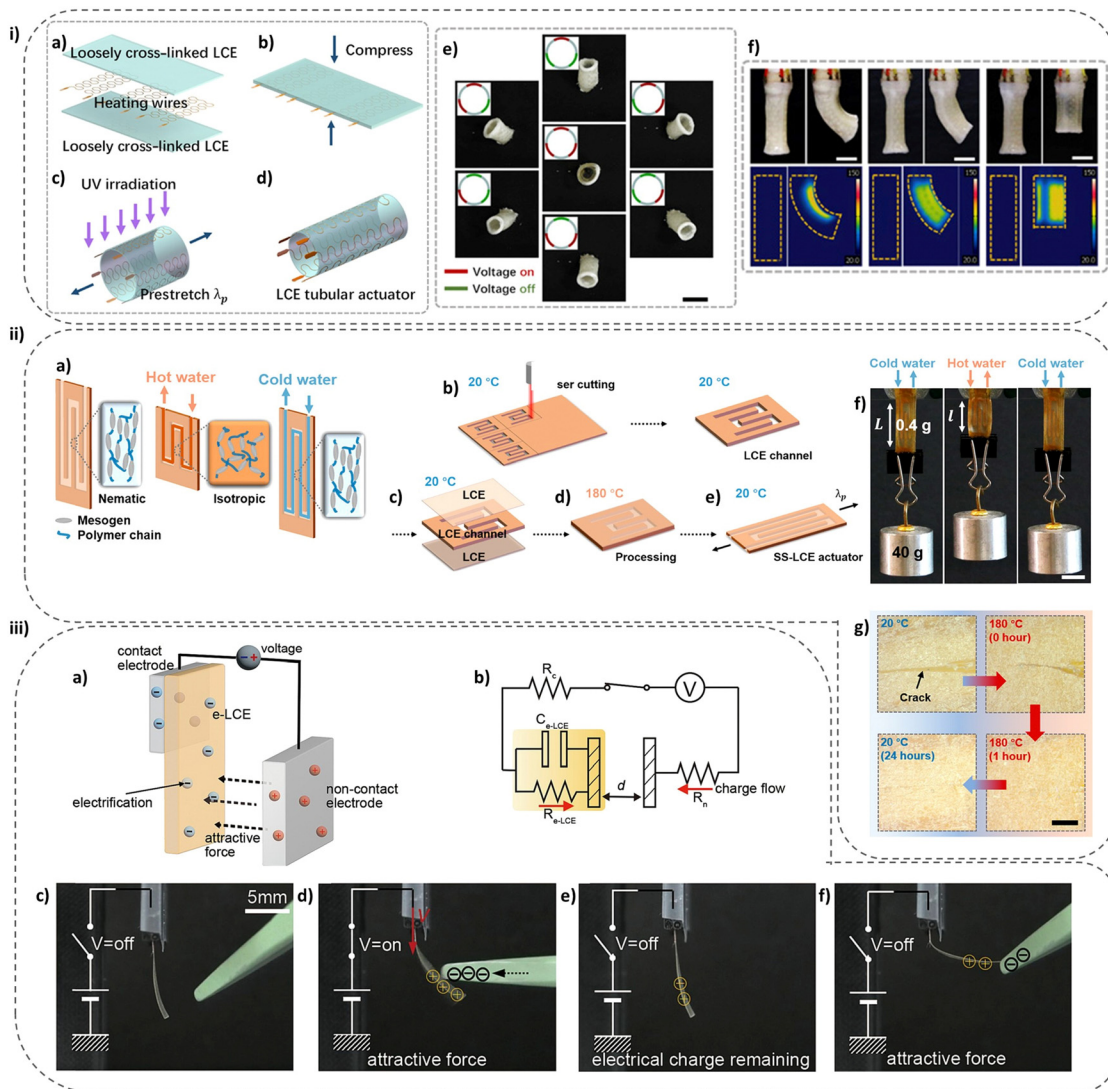 i)
a)
Loosely cross-linked LCE
Heating wires
Loosely cross-linked LCE
b)
Compress
c)
UV irradiation
Prestretch λp
d)
LCE tubular actuator
e)
Voltage on
Voltage off
f)
150
20.0
150
20.0
150
20.0
ii)
a)
Hot water
Cold water
Nematic
Isotropic
Mesogen
Polymer chain
b)
20 °C
ser cutting
20 °C
LCE channel
c)
20 °C
LCE
LCE channel
LCE
d)
180 °C
Processing
e)
20 °C
λp
SS-LCE actuator
f)
Cold water
Hot water
Cold water
L
0.4 g
l
40 g
g)
20 °C
Crack
180 °C
(0 hour)
20 °C
(24 hours)
180 °C
(1 hour)
iii)
a)
contact
electrode
voltage
e-LCE
electrification
attractive
force
non-contact
electrode
b)
Rc
V
Ce-LCE
Re-LCE
d
Rn
charge flow
c)
V=off
5mm
d)
V=on
V
attractive force
e)
V=off
electrical charge remaining
f)
V=off
attractive force